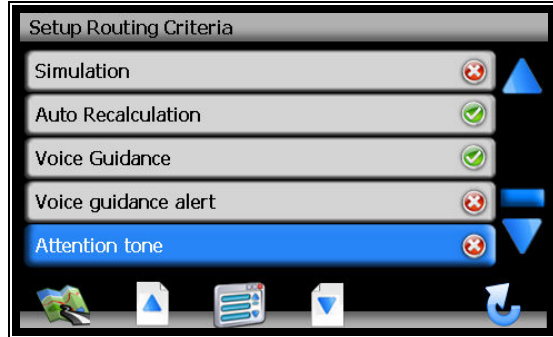 Setup Routing Criteria
Simulation
Auto Recalculation
Voice Guidance
Voice guidance alert
Attention tone